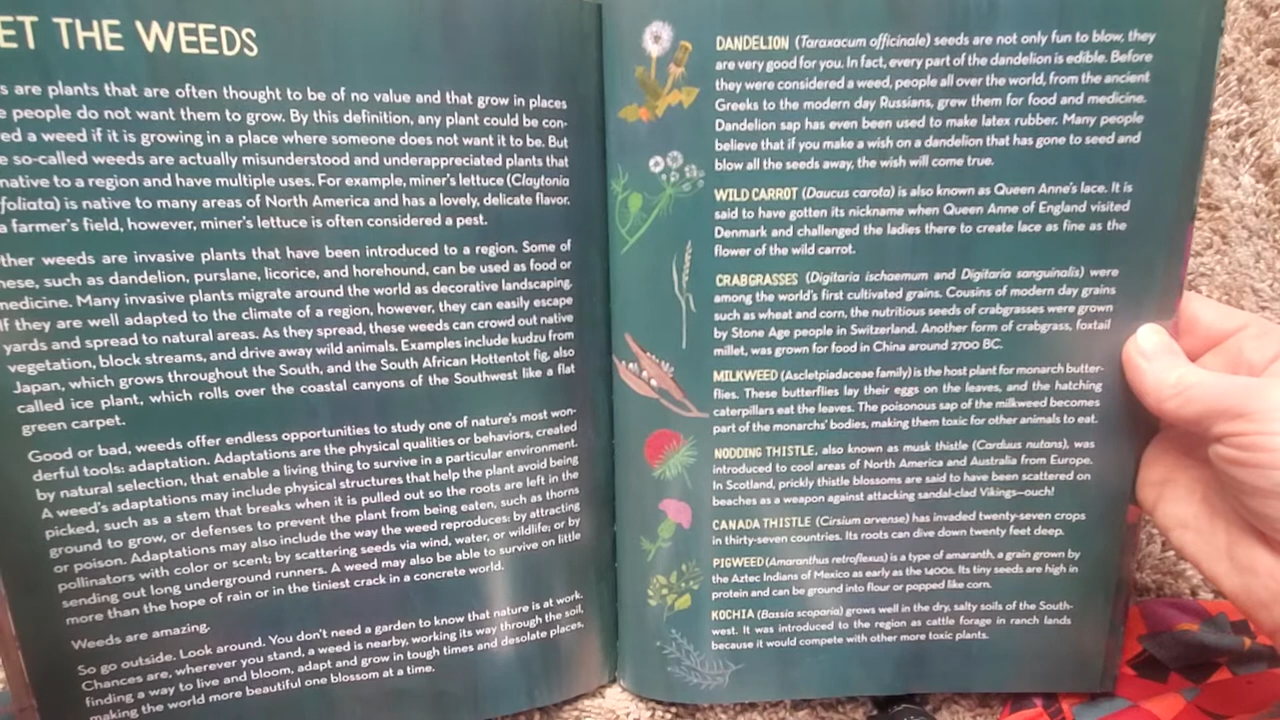 ET THE WEEDS
s are plants that are often thought to be of no value and that grow in places
e people do not want them to grow. By this definition, any plant could be con-
ed a weed if it is growing in a place where someone does not want it to be. But
e so-called weeds are actually misunderstood and underappreciated plants that
native to a region and have multiple uses. For example, miner's lettuce (Claytonia
foliata) is native to many areas of North America and has a lovely, delicate flavor.
a farmer's field, however, miner's lettuce is often considered a pest.
ther weeds are invasive plants that have been introduced to a region. Some of
hese, such as dandelion, purslane, licorice, and horehound, can be used as food or
medicine. Many invasive plants migrate around the world as decorative landscaping.
If they are well adapted to the climate of a region, however, they can easily escape
yards and spread to natural areas. As they spread, these weeds can crowd out native
vegetation, block streams, and drive away wild animals. Examples include kudzu from
Japan, which grows throughout the South, and the South African Hottentot fig, also
called ice plant, which rolls over the coastal canyons of the Southwest like a flat
green carpet.
Good or bad, weeds offer endless opportunities to study one of nature's most won-
derful tools: adaptation. Adaptations are the physical qualities or behaviors, created
by natural selection, that enable a living thing to survive in a particular environment.
A weed's adaptations may include physical structures that help the plant avoid being
picked, such as a stem that breaks when it is pulled out so the roots are left in the
ground to grow, or defenses to prevent the plant from being eaten, such as thorns
or poison. Adaptations may also include the way the weed reproduces: by attracting
pollinators with color or scent; by scattering seeds via wind, water, or wildlife; or by
sending out long underground runners. A weed may also be able to survive on little
more than the hope of rain or in the tiniest crack in a concrete world.
Weeds are amazing.
So go outside. Look around. You don't need a garden to know that nature is at work.
Chances are, wherever you stand, a weed is nearby, working its way through the soil,
finding a way to live and bloom, adapt and grow in tough times and desolate places,
making the world more beautiful one blossom at a time.
DANDELION (Taraxacum officinale) seeds are not only fun to blow, they
are very good for you. In fact, every part of the dandelion is edible. Before
they were considered a weed, people all over the world, from the ancient
Greeks to the modern day Russians, grew them for food and medicine.
Dandelion sap has even been used to make latex rubber. Many people
believe that if you make a wish on a dandelion that has gone to seed and
blow all the seeds away, the wish will come true.
WILD CARROT (Daucus carota) is also known as Queen Anne's lace. It is
said to have gotten its nickname when Queen Anne of England visited
Denmark and challenged the ladies there to create lace as fine as the
flower of the wild carrot.
CRABGRASSES (Digitaria ischaemum and Digitaria sanguinalis) were
among the world's first cultivated grains. Cousins of modern day grains
such as wheat and corn, the nutritious seeds of crabgrasses were grown
by Stone Age people in Switzerland. Another form of crabgrass, foxtail
millet, was grown for food in China around 2700 BC.
MILKWEED (Ascletpiadaceae family) is the host plant for monarch butter-
flies. These butterflies lay their eggs on the leaves, and the hatching
caterpillars eat the leaves. The poisonous sap of the milkweed becomes
part of the monarchs' bodies, making them toxic for other animals to eat.
NODDING THISTLE, also known as musk thistle (Carduus nutans), was
introduced to cool areas of North America and Australia from Europe.
In Scotland, prickly thistle blossoms are said to have been scattered on
beaches as a weapon against attacking sandal-clad Vikings—ouch!
CANADA THISTLE (Cirsium arvense) has invaded twenty-seven crops
in thirty-seven countries. Its roots can dive down twenty feet deep.
PIGWEED (Amaranthus retroflexus) is a type of amaranth, a grain grown by
the Aztec Indians of Mexico as early as the 1400s. Its tiny seeds are high in
protein and can be ground into flour or popped like corn.
KOCHIA (Bassia scoparia) grows well in the dry, salty soils of the South-
west. It was introduced to the region as cattle forage in ranch lands
because it would compete with other more toxic plants.